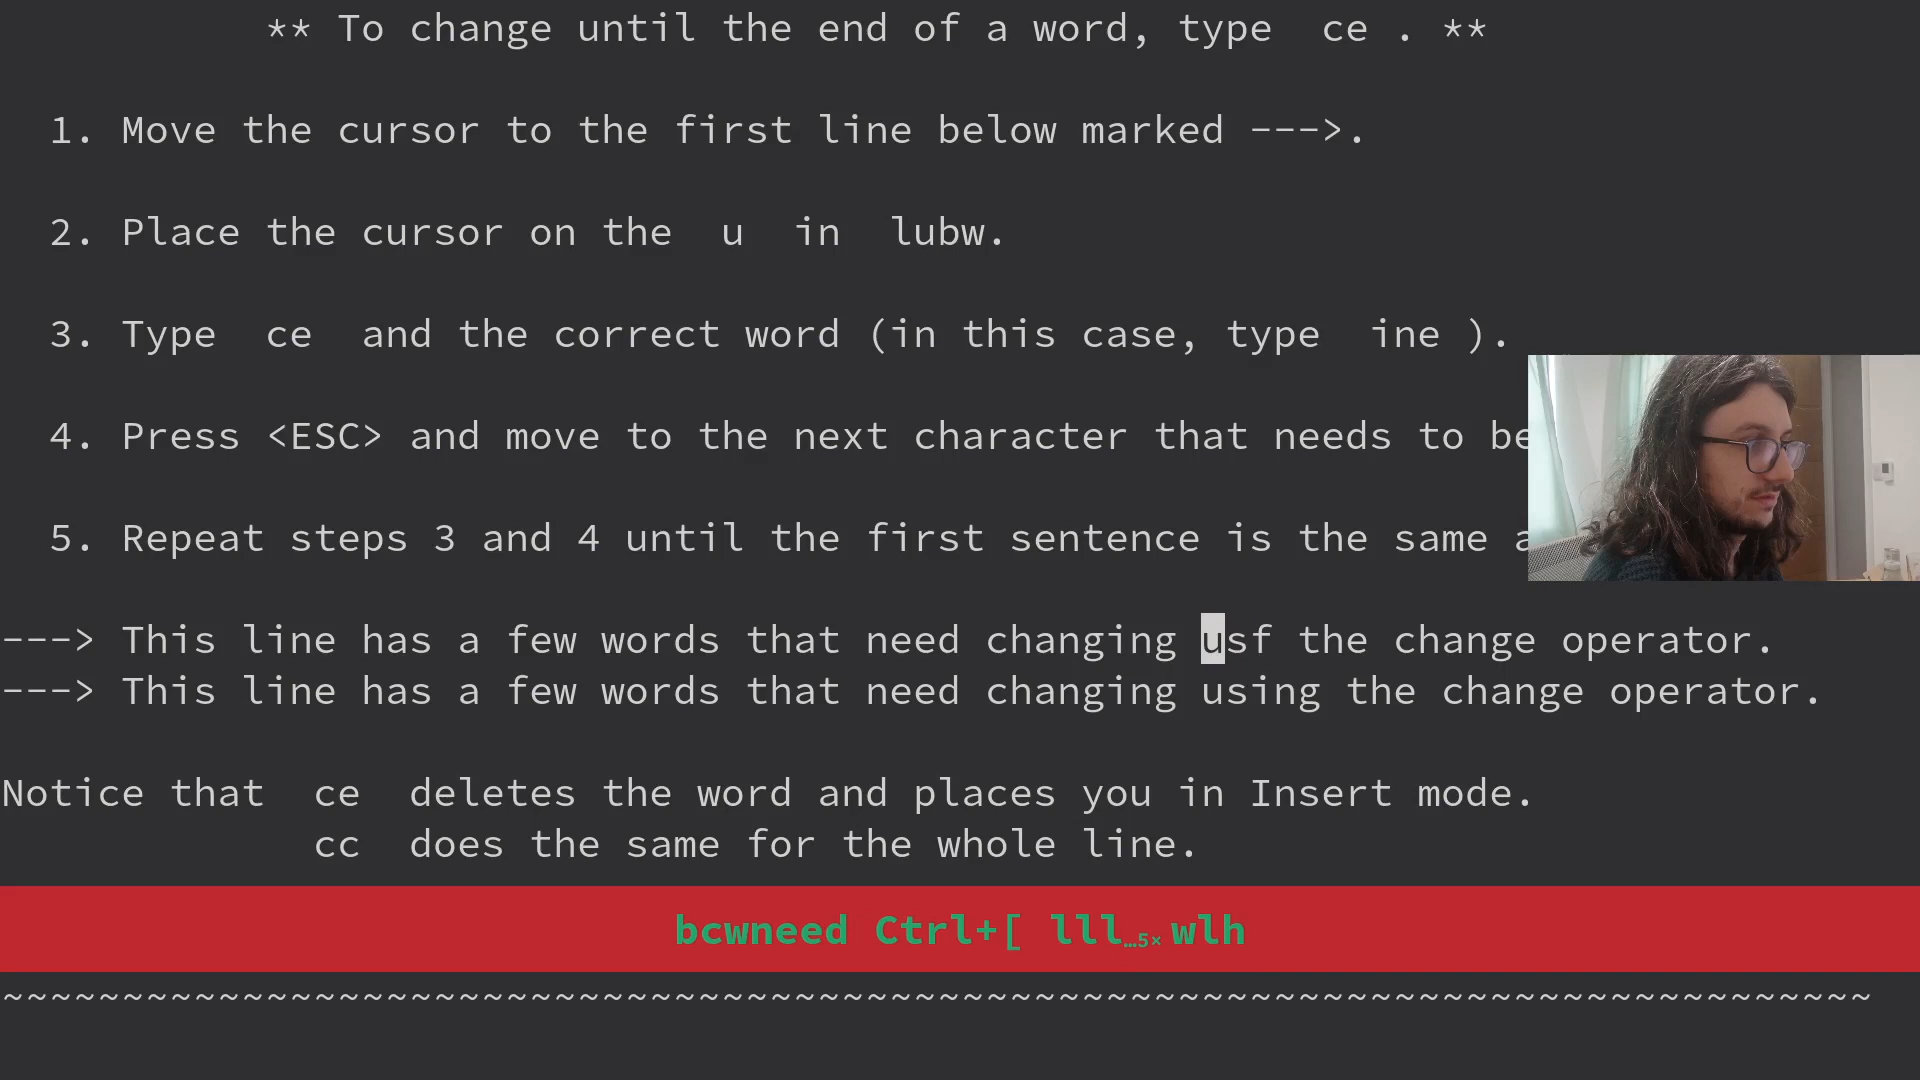 ** To change until the end of a word, type  ce . **
1. Move the cursor to the first line below marked --->.
2. Place the cursor on the  u  in  lubw.
3. Type  ce  and the correct word (in this case, type  ine ).
4. Press <ESC> and move to the next character that needs to be
5. Repeat steps 3 and 4 until the first sentence is the same a
---> This line has a few words that need changing usf the change operator.
---> This line has a few words that need changing using the change operator.
Notice that  ce  deletes the word and places you in Insert mode.
cc  does the same for the whole line.
bcwneed Ctrl+[ lll…5× wlh
~~~~~~~~~~~~~~~~~~~~~~~~~~~~~~~~~~~~~~~~~~~~~~~~~~~~~~~~~~~~~~~~~~~~~~~~~~~~~~